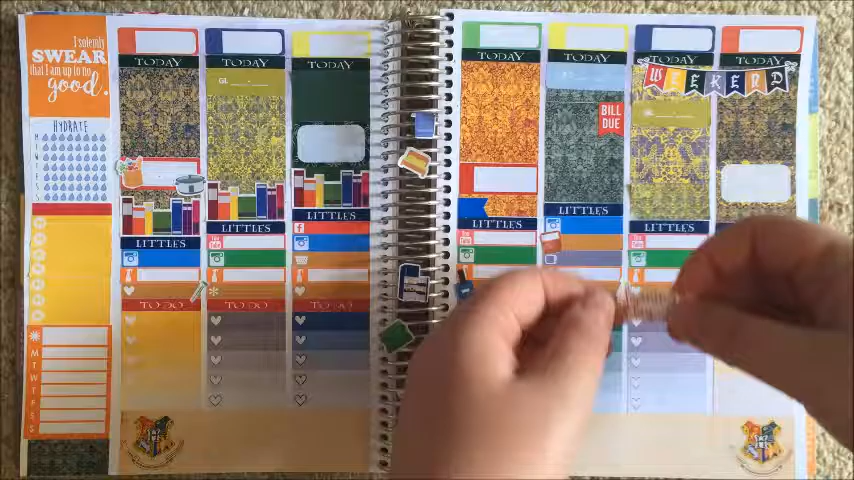 I solemnly
SWEAR
that I am up to no
good.
HYDRATE
M
T
W
T
F
S
S
M
T
W
T
F
S
S
TODAY
TODAY
TODAY
TODAY
TODAY
TODAY
TODAY
WEEKEND
BILL
DUE
LITTLES
LITTLES
LITTLES
LITTLES
LITTLES
LITTLES
TO DO
TO DO
TO DO